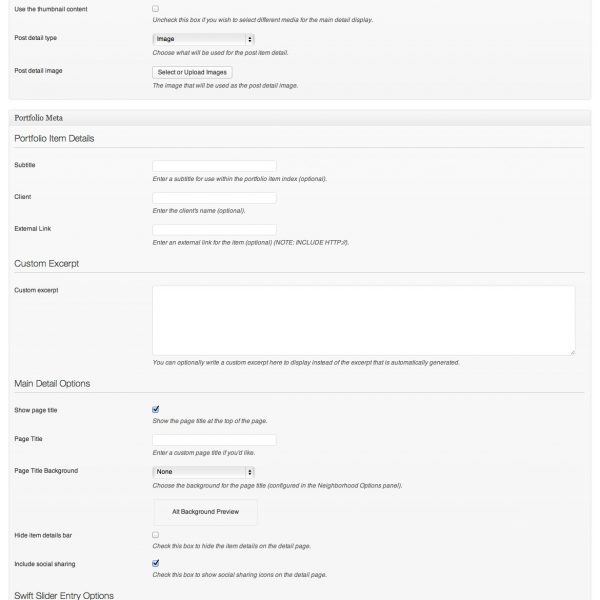 Use the thumbnail content
Uncheck this box if you wish to select different media for the main detail display.
Post detail type
Image
Choose what will be used for the post item detail.
Post detail image
Select or Upload Images
The image that will be used as the post detail image.
Portfolio Meta
Portfolio Item Details
Subtitle
Enter a subtitle for use within the portfolio item index (optional).
Client
Enter the client's name (optional).
External Link
Enter an external link for the item (optional) (NOTE: INCLUDE HTTP://).
Custom Excerpt
Custom excerpt
You can optionally write a custom excerpt here to display instead of the excerpt that is automatically generated.
Main Detail Options
Show page title
Show the page title at the top of the page.
Page Title
Enter a custom page title if you'd like.
Page Title Background
None
Choose the background for the page title (configured in the Neighborhood Options panel).
Alt Background Preview
Hide item details bar
Check this box to hide the item details on the detail page.
Include social sharing
Check this box to show social sharing icons on the detail page.
Swift Slider Entry Options